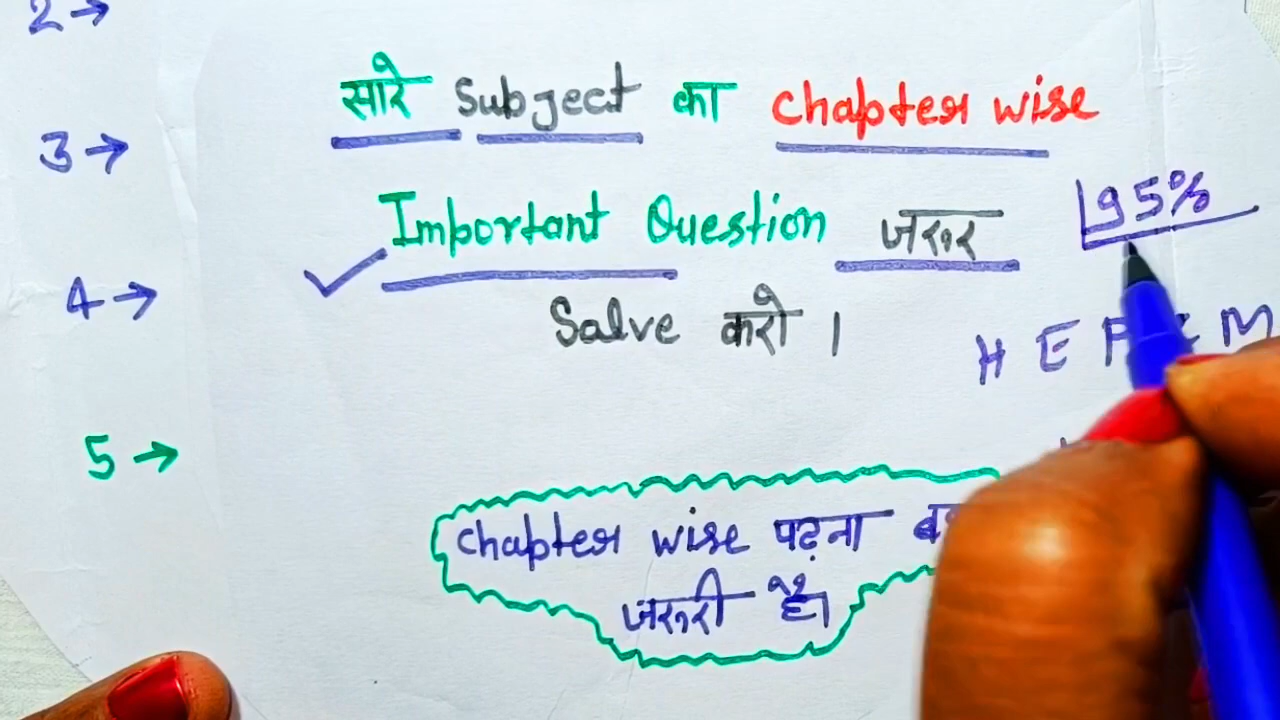 2→
सारे Subject का Chapter wise
3→
Important Question जरुर
95%
4→
Salve करो ।
H E
M
5→
Chapter wise पढ़ना
जरुरी है।